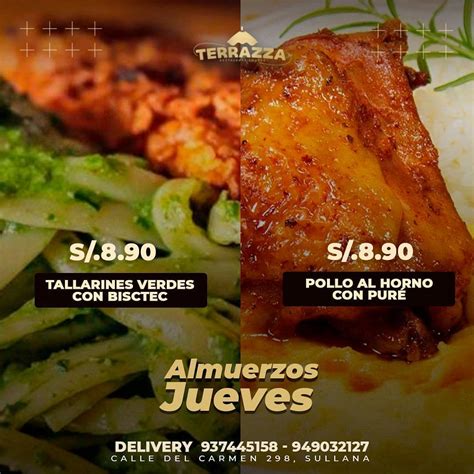 TERRAZZA
S/.8.90
TALLARINES VERDES
CON BISCTEC
S/.8.90
POLLO AL HORNO
CON PURÉ
Almuerzos
Jueves
DELIVERY 937445158 - 949032127
CALLE DEL CARMEN 298, SULLANA